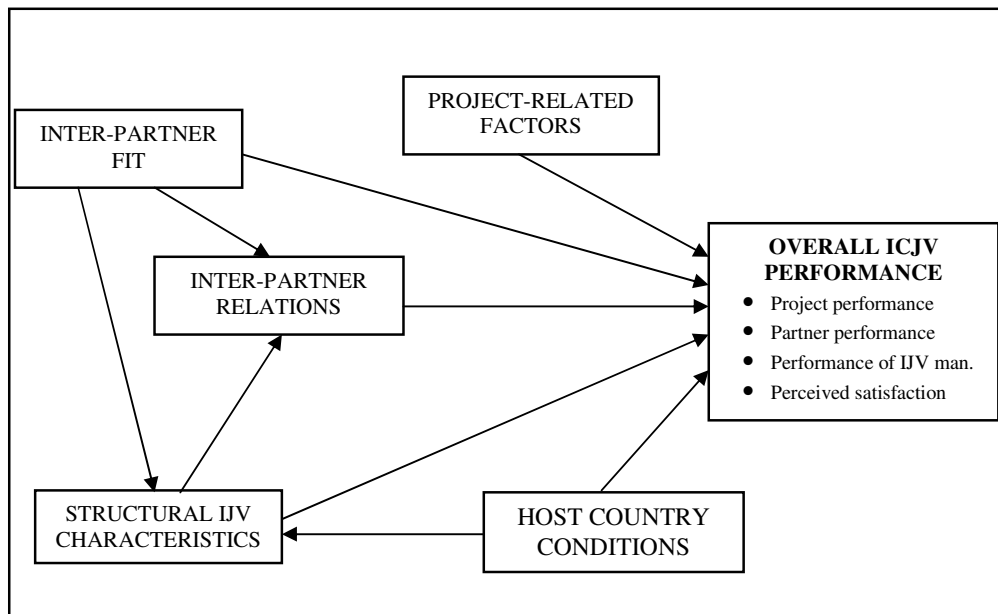 PROJECT-RELATED
FACTORS
INTER-PARTNER
FIT
INTER-PARTNER
RELATIONS
OVERALL ICJV
PERFORMANCE
● Project performance
● Partner performance
● Performance of IJV man.
● Perceived satisfaction
STRUCTURAL IJV
CHARACTERISTICS
HOST COUNTRY
CONDITIONS